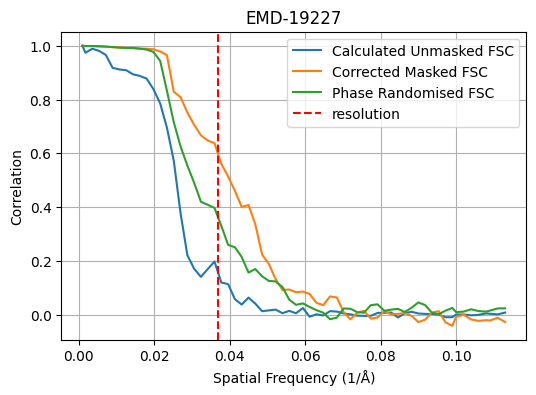 EMD-19227
Calculated Unmasked FSC
Corrected Masked FSC
Phase Randomised FSC
resolution
Correlation
1.0
0.8
0.6
0.4
0.2
0.0
0.00 0.02 0.04 0.06 0.08 0.10
Spatial Frequency (1/Å)